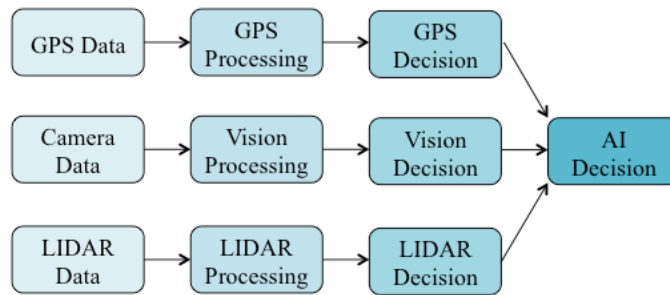 GPS Data
GPS
Processing
GPS
Decision
Camera
Data
Vision
Processing
Vision
Decision
AI
Decision
LIDAR
Data
LIDAR
Processing
LIDAR
Decision